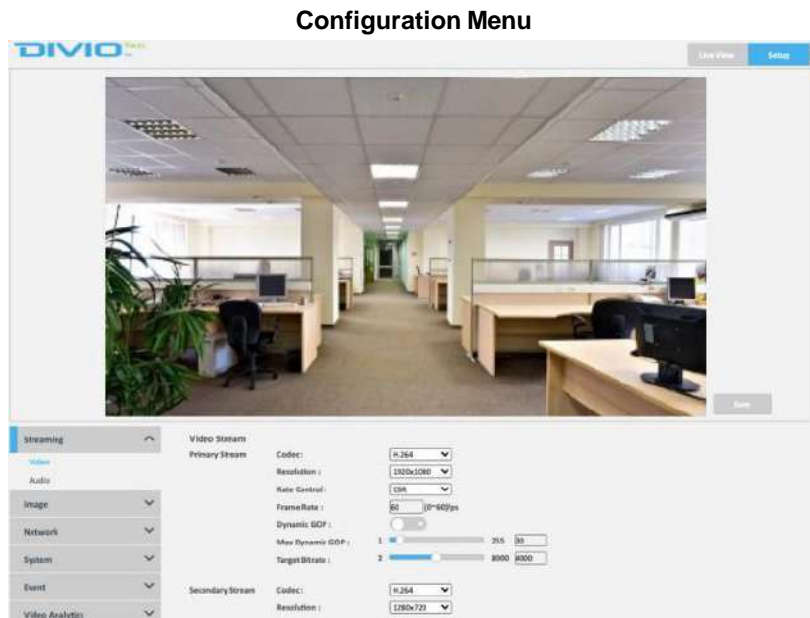 Configuration Menu
DIVIO
Live View Setup
Save
Streaming
Video
Audio
Image
Network
System
Event
Video Analytics
Video Stream
Primary Stream Codec: H.264
Resolution : 1920x1080
Rate Control: CBR
Frame Rate : 60 (0~60)fps
Dynamic GOP :
Max Dynamic GOP : 1 255 30
Target Bitrate : 2 8000 4000
Secondary Stream Codec: H.264
Resolution :